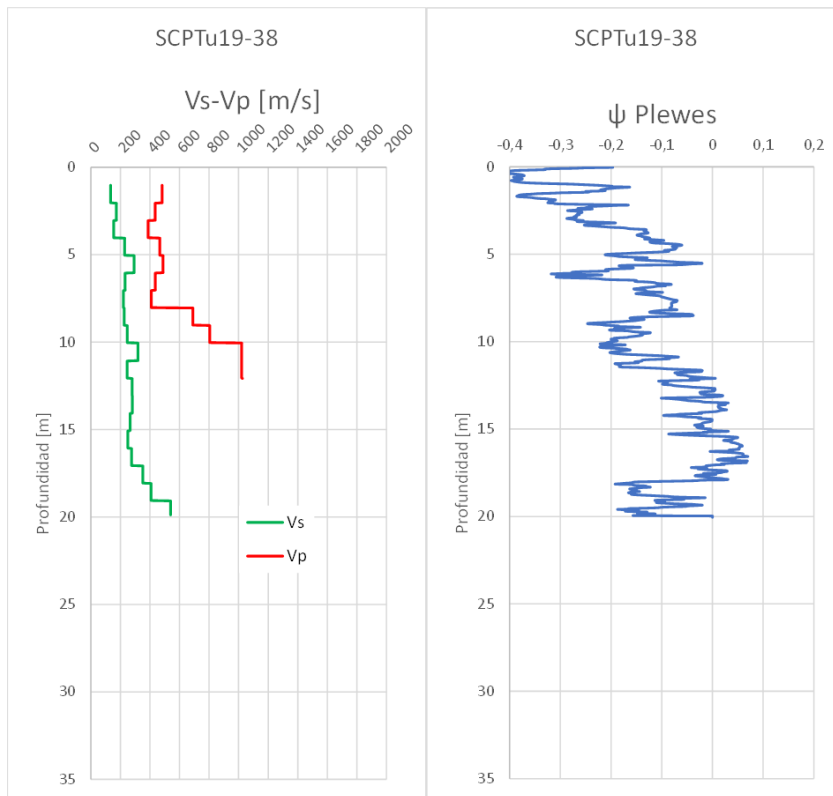 SCPTu19-38
Vs-Vp [m/s]
0 200 400 600 800 1000 1200 1400 1600 1800 2000
0
5
10
15
20
25
30
35
Profundidad [m]
Vs
Vp
SCPTu19-38
ψ Plewes
-0,4 -0,3 -0,2 -0,1 0 0,1 0,2
0
5
10
15
20
25
30
35
Profundidad [m]